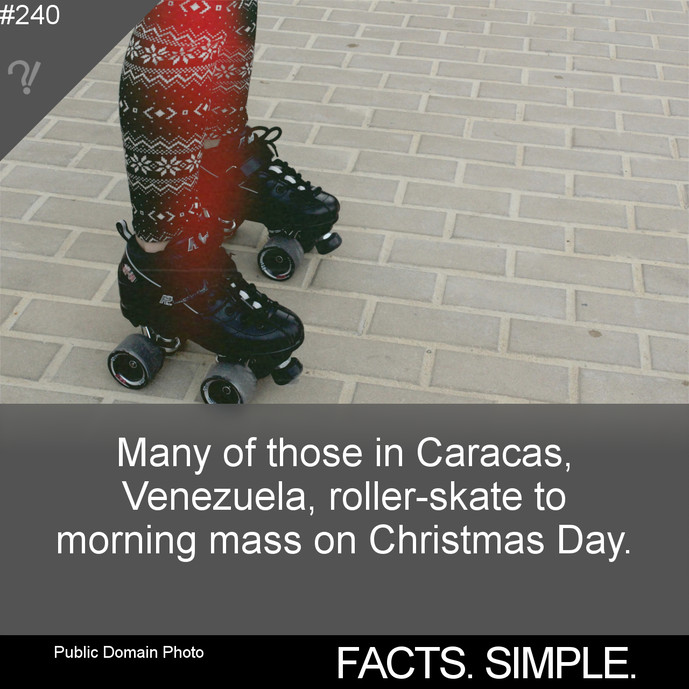 #240
?!
Many of those in Caracas,
Venezuela, roller-skate to
morning mass on Christmas Day.
Public Domain Photo
FACTS. SIMPLE.